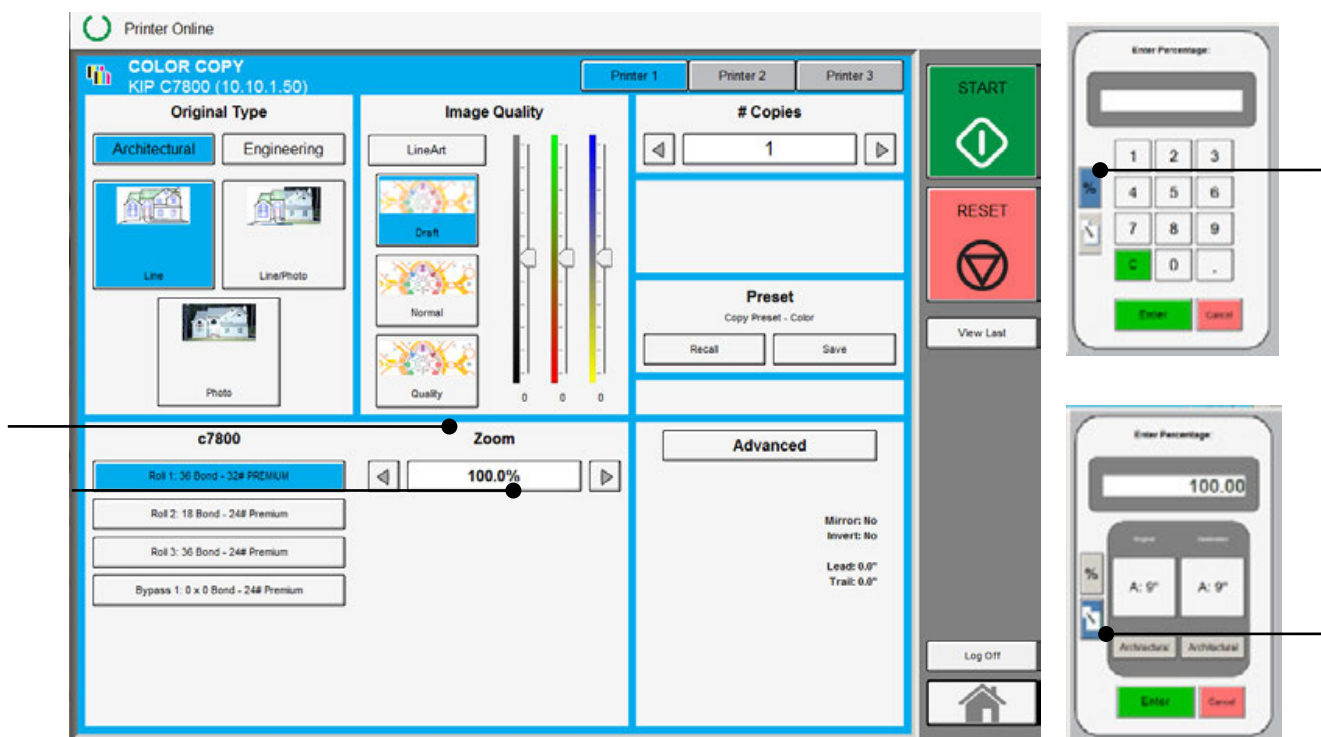 Printer Online
COLOR COPY
KIP C7800 (10.10.1.50)
Printer 1
Printer 2
Printer 3
Original Type
Architectural
Engineering
Line
Line/Photo
Photo
Image Quality
LineArt
Draft
Normal
Quality
0 0 0
# Copies
1
Preset
Copy Preset - Color
Recall
Save
c7800
Roll 1: 36 Bond - 32# PREMIUM
Roll 2: 18 Bond - 24# Premium
Roll 3: 36 Bond - 24# Premium
Bypass 1: 0 x 0 Bond - 24# Premium
Zoom
100.0%
Advanced
Mirror: No
Invert: No
Lead: 0.0"
Trail: 0.0"
START
RESET
View Last
Log Off
Enter Percentage:
1 2 3
% 4 5 6
7 8 9
C 0 .
Enter
Cancel
Enter Percentage:
100.00
Original
Destination
%
A: 9"
A: 9"
Architectural
Architectural
Enter
Cancel